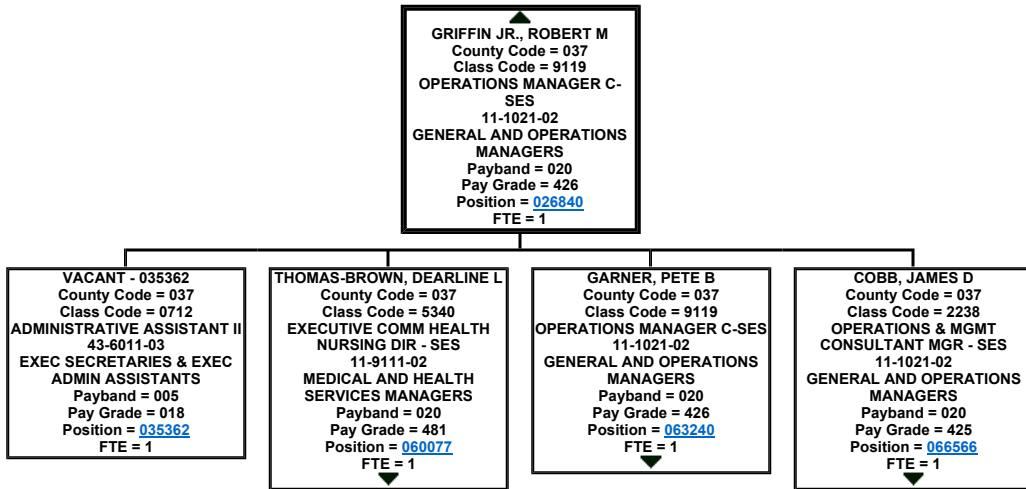 GRIFFIN JR., ROBERT M
County Code = 037
Class Code = 9119
OPERATIONS MANAGER C-
SES
11-1021-02
GENERAL AND OPERATIONS
MANAGERS
Payband = 020
Pay Grade = 426
Position = 026840
FTE = 1
VACANT - 035362
County Code = 037
Class Code = 0712
ADMINISTRATIVE ASSISTANT II
43-6011-03
EXEC SECRETARIES & EXEC
ADMIN ASSISTANTS
Payband = 005
Pay Grade = 018
Position = 035362
FTE = 1
THOMAS-BROWN, DEARLINE L
County Code = 037
Class Code = 5340
EXECUTIVE COMM HEALTH
NURSING DIR - SES
11-9111-02
MEDICAL AND HEALTH
SERVICES MANAGERS
Payband = 020
Pay Grade = 481
Position = 060077
FTE = 1
GARNER, PETE B
County Code = 037
Class Code = 9119
OPERATIONS MANAGER C-SES
11-1021-02
GENERAL AND OPERATIONS
MANAGERS
Payband = 020
Pay Grade = 426
Position = 063240
FTE = 1
COBB, JAMES D
County Code = 037
Class Code = 2238
OPERATIONS & MGMT
CONSULTANT MGR - SES
11-1021-02
GENERAL AND OPERATIONS
MANAGERS
Payband = 020
Pay Grade = 425
Position = 066566
FTE = 1